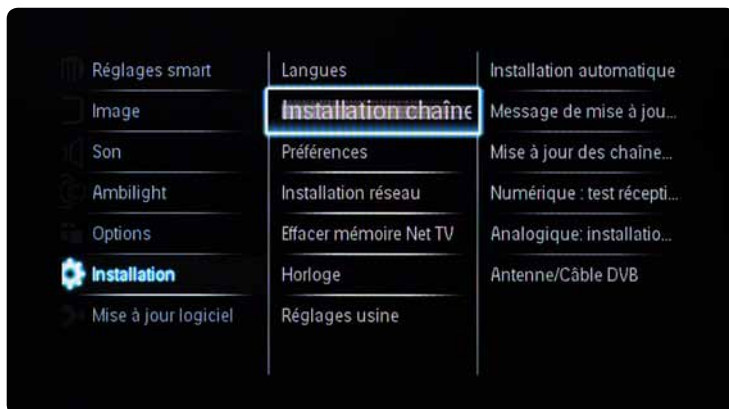 Réglages smart
Image
Son
Ambilight
Options
Installation
Mise à jour logiciel
Langues
Installation chaîne
Préférences
Installation réseau
Effacer mémoire Net TV
Horloge
Réglages usine
Installation automatique
Message de mise à jou...
Mise à jour des chaîne...
Numérique : test récepti...
Analogique: installatio...
Antenne/Câble DVB